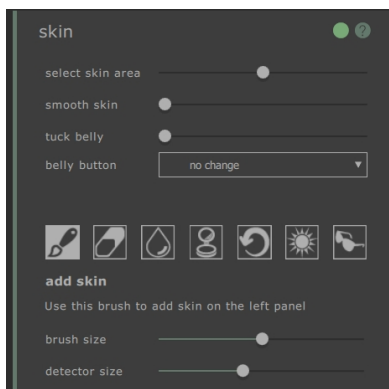 skin
?
select skin area
smooth skin
tuck belly
belly button no change
add skin
Use this brush to add skin on the left panel
brush size
detector size